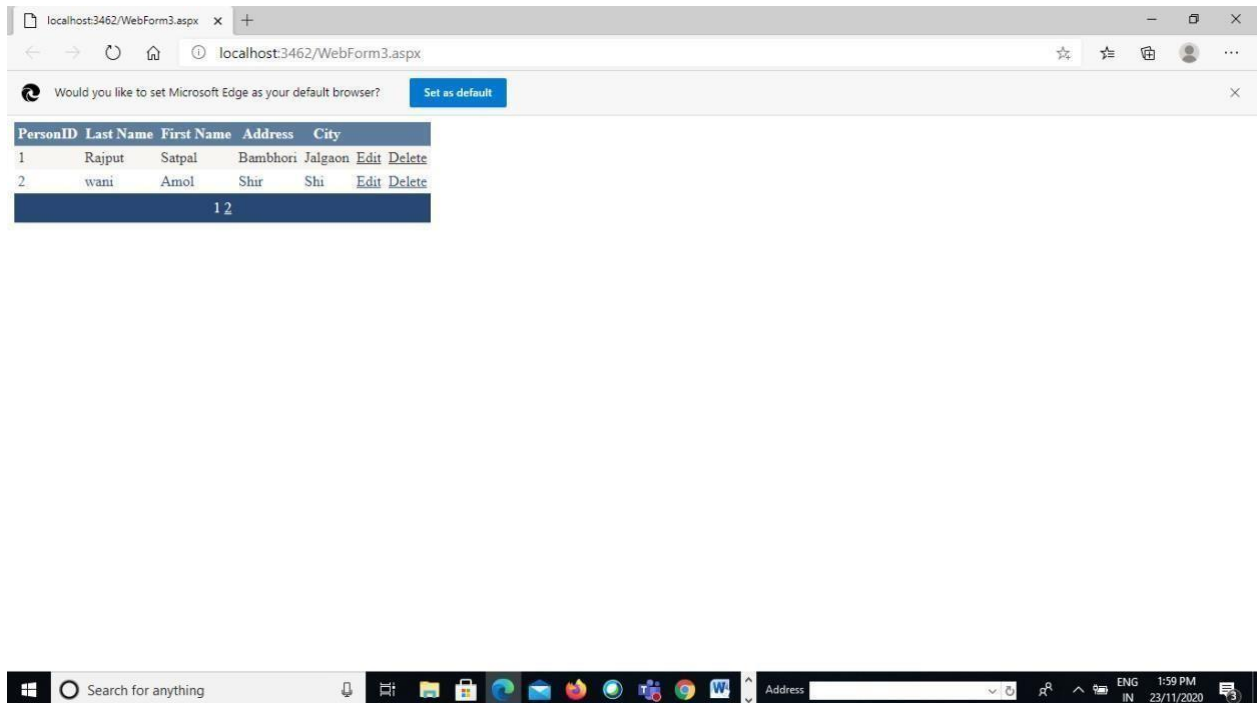 localhost:3462/WebForm3.aspx
localhost:3462/WebForm3.aspx
Would you like to set Microsoft Edge as your default browser? Set as default
PersonID Last Name First Name Address City
1 Rajput Satpal Bambhori Jalgaon Edit Delete
2 wani Amol Shir Shi Edit Delete
1 2
Search for anything Address ENG 1:59 PM
IN 23/11/2020 3